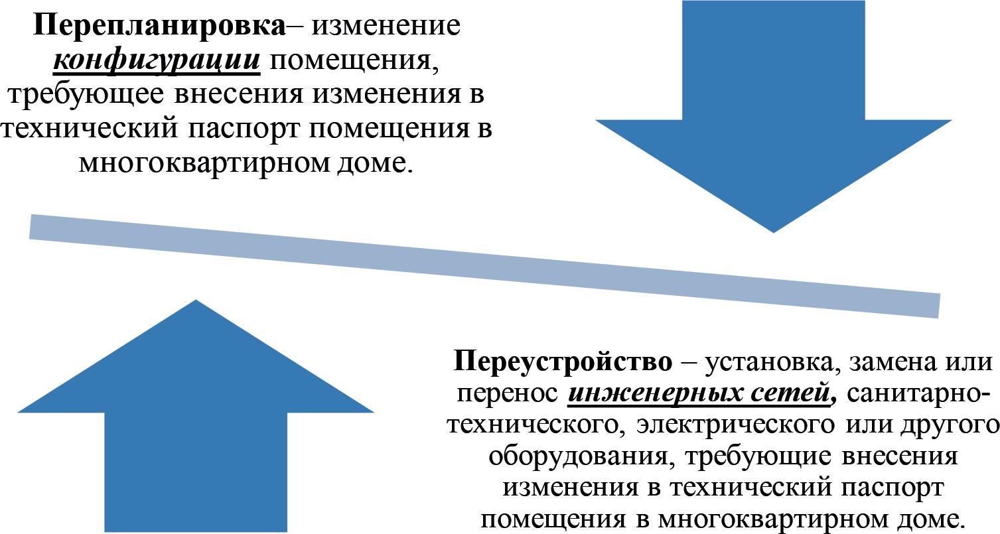 Перепланировка– изменение
конфигурации помещения,
требующее внесения изменения в
технический паспорт помещения в
многоквартирном доме.
Переустройство – установка, замена или
перенос инженерных сетей, санитарно-
технического, электрического или другого
оборудования, требующие внесения
изменения в технический паспорт
помещения в многоквартирном доме.